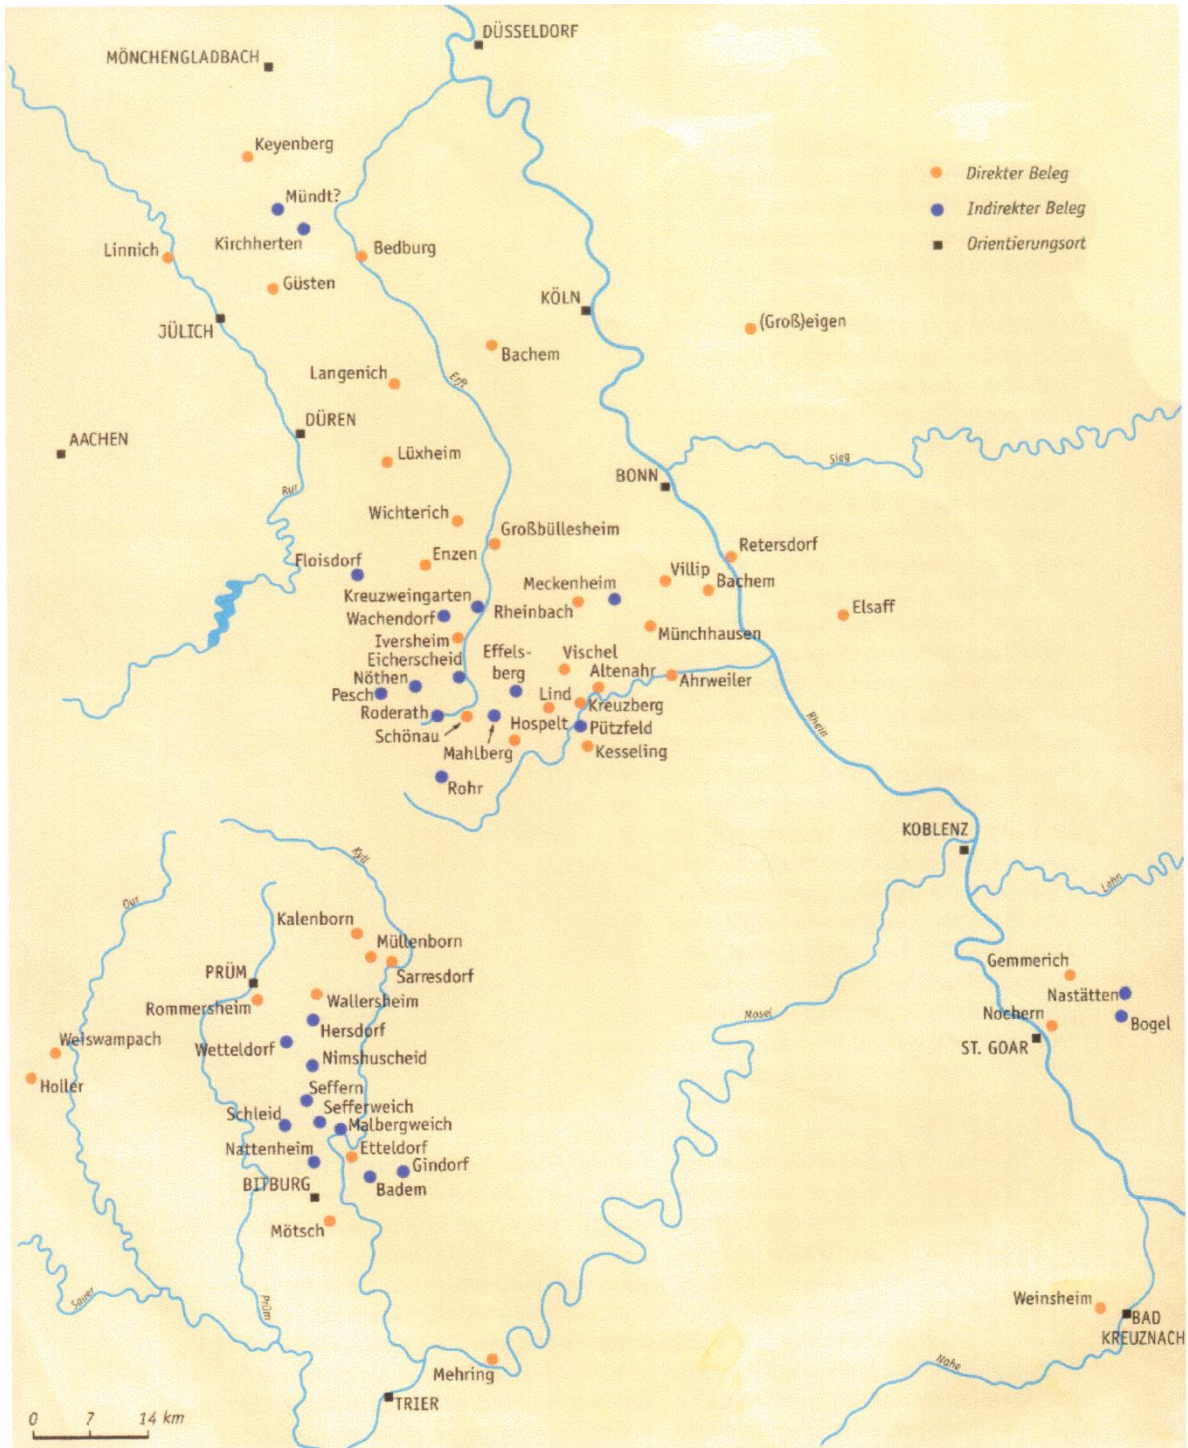 DÜSSELDORF
MÖNCHENGLADBACH
Keyenberg
Direkter Beleg
Mündt?
Indirekter Beleg
Kirchherten
Orientierungsort
Linnich
Bedburg
Güsten
KÖLN
(Groß)eigen
JÜLICH
Bachem
Langenich
Erft
DÜREN
AACHEN
Lüxheim
Sieg
BONN
Rur
Wichterich
Großbüllesheim
Retersdorf
Enzen
Floisdorf
Villip
Meckenheim
Bachem
Kreuzweingarten
Rheinbach
Elsaff
Wachendorf
Münchhausen
Iversheim
Effels-
berg
Vischel
Eicherscheid
Altenahr
Nöthen
Ahrweiler
Pesch
Lind
Kreuzberg
Roderath
Hospelt
Pützfeld
Rhein
Schönau
Mahlberg
Kesseling
Rohr
KOBLENZ
Kyll
Lahn
Our
Kalenborn
Müllenborn
Gemmerich
PRÜM
Sarresdorf
Nastätten
Rommersheim
Wallersheim
Nochern
Mosel
Bogel
Hersdorf
Weiswampach
Wetteldorf
ST. GOAR
Nimshuscheid
Holler
Seffern
Sefferweich
Schleid
Malbergweich
Nattenheim
Etteldorf
Gindorf
BITBURG
Badem
Mötsch
Sauer
Prüm
Weinsheim
BAD
KREUZNACH
Nahe
Mehring
TRIER
0 7 14 km